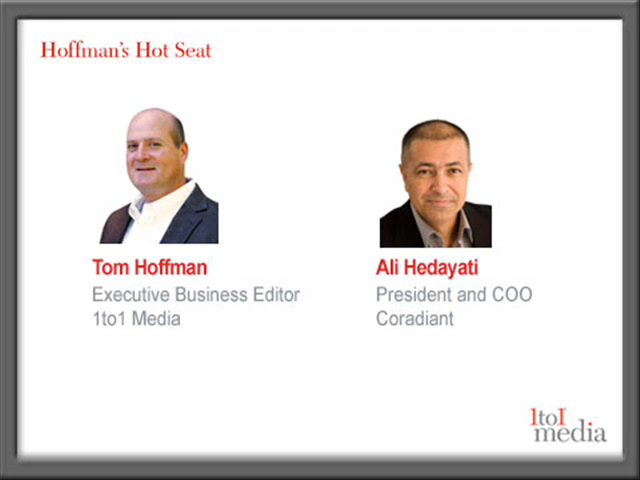 Hoffman's Hot Seat
Tom Hoffman
Executive Business Editor
1to1 Media
Ali Hedayati
President and COO
Coradiant
1to1
media